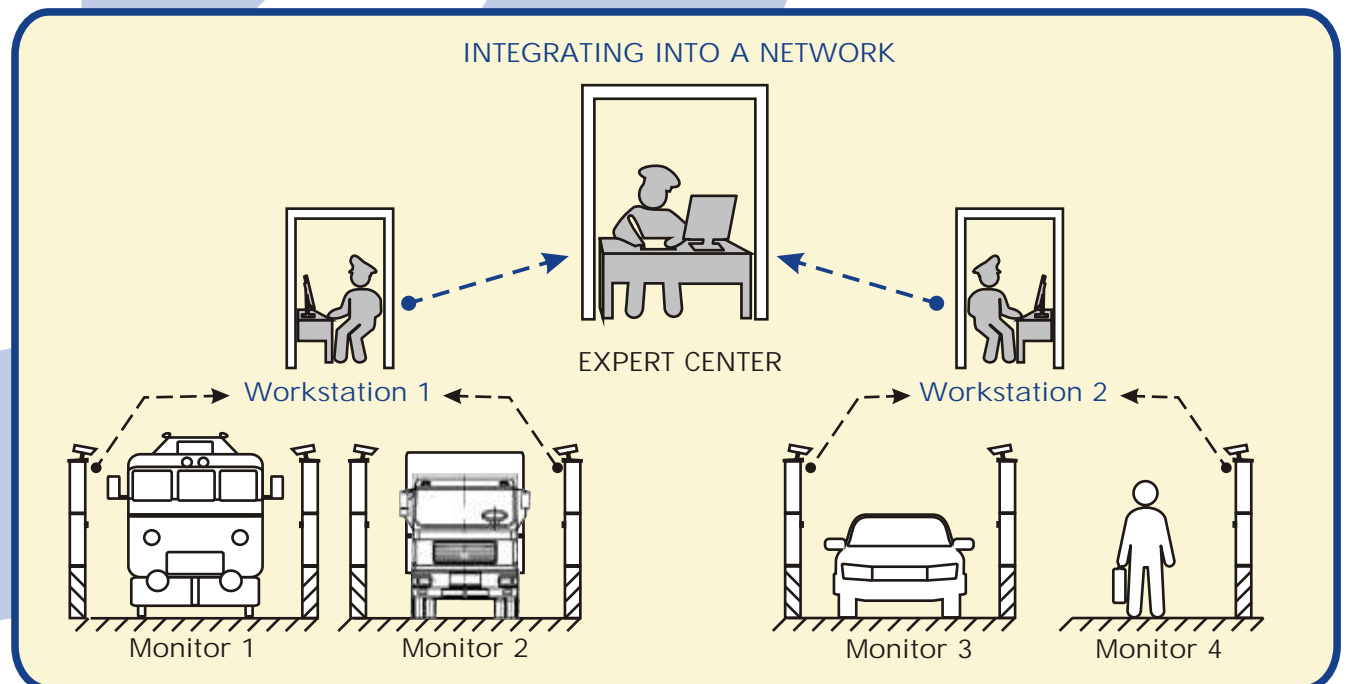 INTEGRATING INTO A NETWORK
EXPERT CENTER
Workstation 1
Workstation 2
Monitor 1
Monitor 2
Monitor 3
Monitor 4